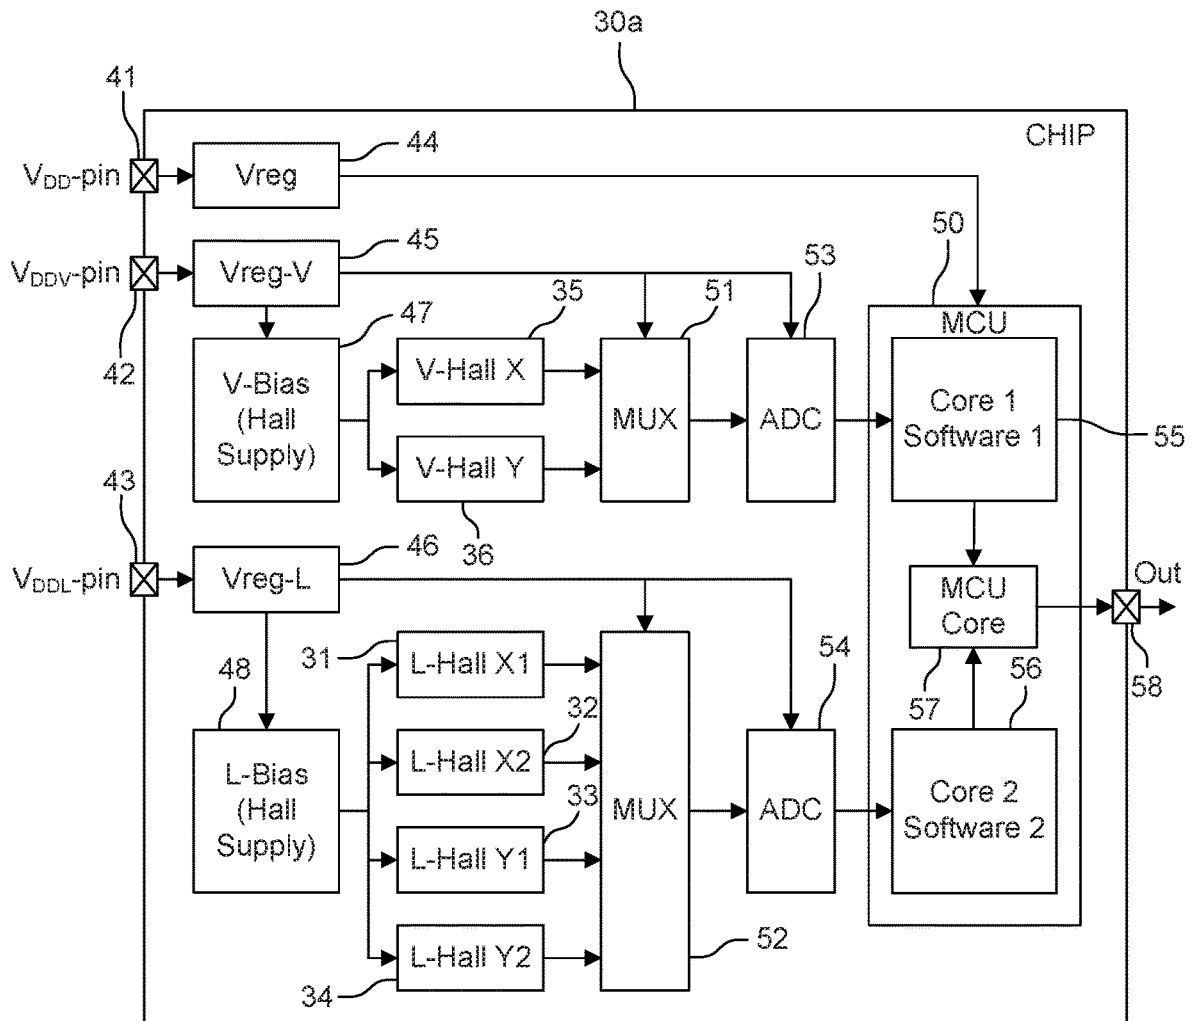 30a
41
CHIP
44
VDD-pin
Vreg
50
45
53
VDDV-pin
Vreg-V
35
51
MCU
47
42
V-Bias
(Hall
Supply)
V-Hall X
MUX
ADC
Core 1
Software 1
55
V-Hall Y
43
36
46
VDDL-pin
Vreg-L
MCU
Core
Out
31
L-Hall X1
54
48
32
57
56
58
L-Bias
(Hall
Supply)
L-Hall X2
33
MUX
ADC
Core 2
Software 2
L-Hall Y1
52
L-Hall Y2
34